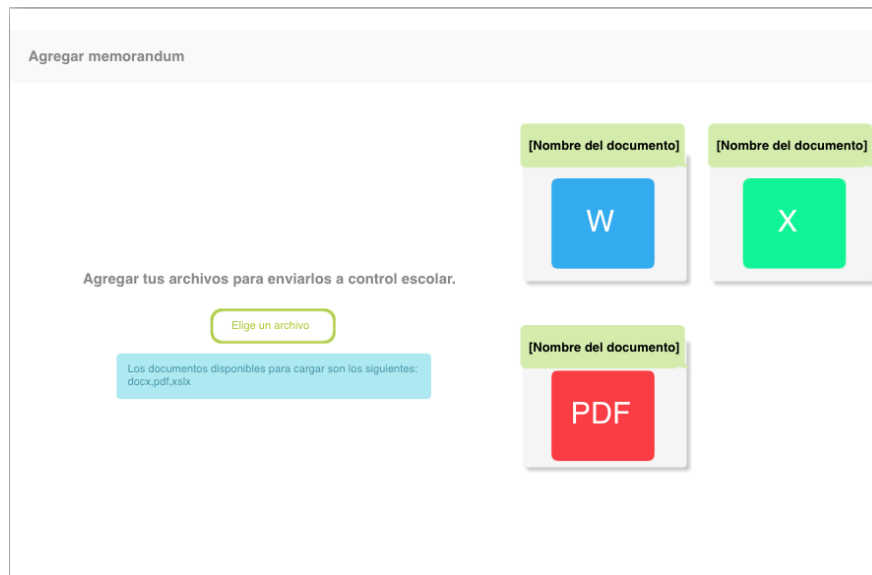 Agregar memorandum
[Nombre del documento]
[Nombre del documento]
W
X
Agregar tus archivos para enviarlos a control escolar.
Elige un archivo
Los documentos disponibles para cargar son los siguientes:
docx,pdf,xslx
[Nombre del documento]
PDF